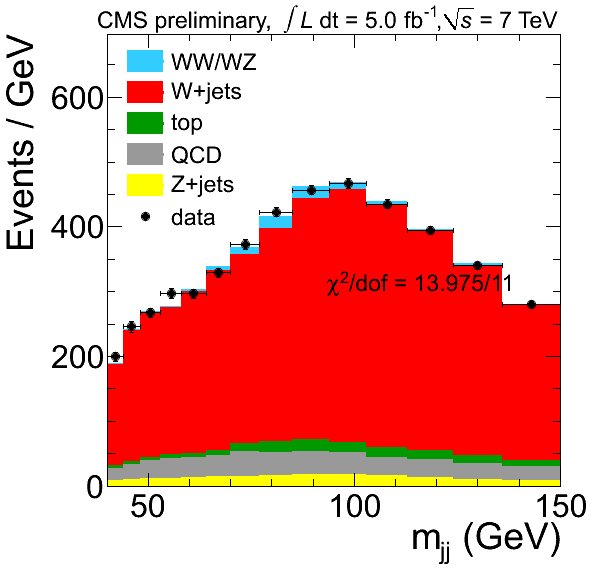 CMS preliminary, ∫ L dt = 5.0 fb⁻¹, √s = 7 TeV
Events / GeV
600
400
200
0
WW/WZ
W+jets
top
QCD
Z+jets
data
χ²/dof = 13.975/11
50
100
150
m_jj (GeV)